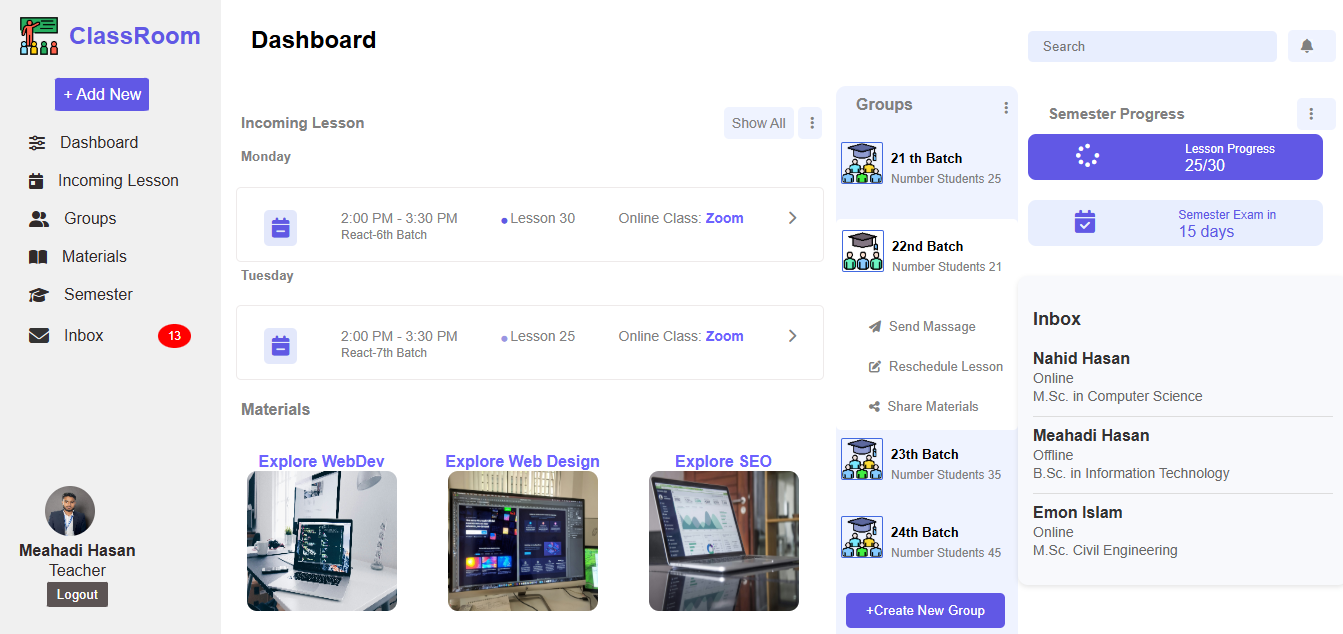 ClassRoom
+ Add New
Dashboard
Incoming Lesson
Groups
Materials
Semester
Inbox 13
Meahadi Hasan
Teacher
Logout
Dashboard
Incoming Lesson
Show All
Monday
2:00 PM - 3:30 PM
React-6th Batch
Lesson 30
Online Class: Zoom
Tuesday
2:00 PM - 3:30 PM
React-7th Batch
Lesson 25
Online Class: Zoom
Materials
Explore WebDev
Explore Web Design
Explore SEO
Groups
21 th Batch
Number Students 25
22nd Batch
Number Students 21
Send Massage
Reschedule Lesson
Share Materials
23th Batch
Number Students 35
24th Batch
Number Students 45
+Create New Group
Search
Semester Progress
Lesson Progress
25/30
Semester Exam in
15 days
Inbox
Nahid Hasan
Online
M.Sc. in Computer Science
Meahadi Hasan
Offline
B.Sc. in Information Technology
Emon Islam
Online
M.Sc. Civil Engineering